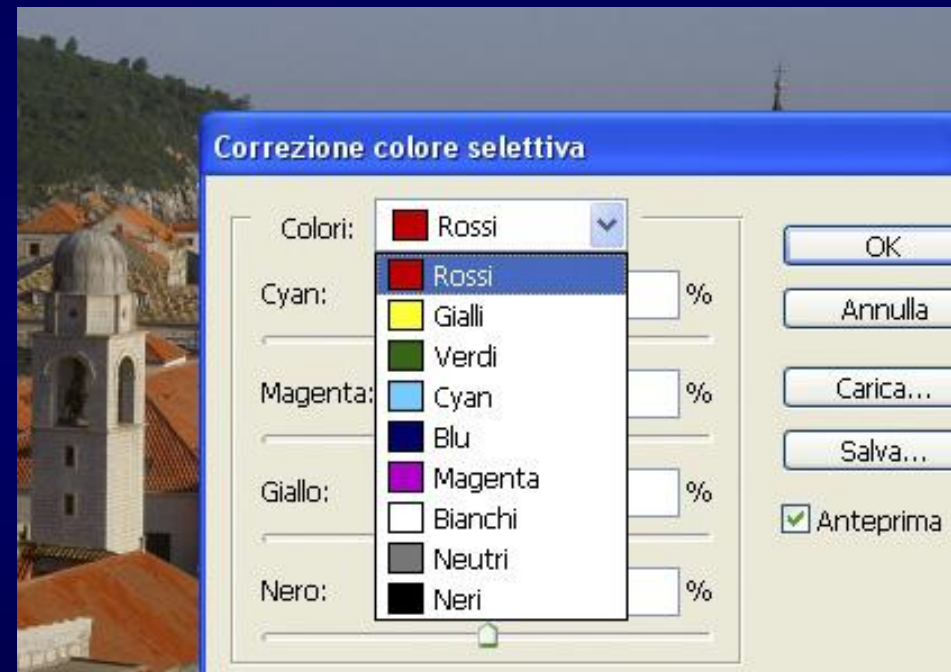 Correzione colore selettiva
Colori: Rossi
Rossi
Gialli
Verdi
Cyan
Blu
Magenta
Bianchi
Neutri
Neri
Cyan: %
Magenta: %
Giallo: %
Nero: %
OK
Annulla
Carica...
Salva...
Anteprima